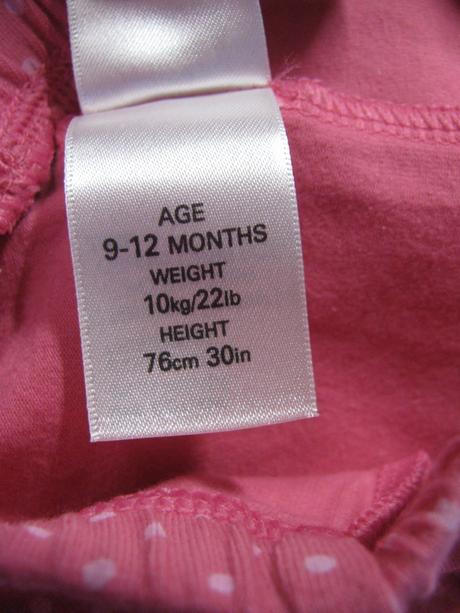 AGE
9-12 MONTHS
WEIGHT
10kg/22lb
HEIGHT
76cm 30in